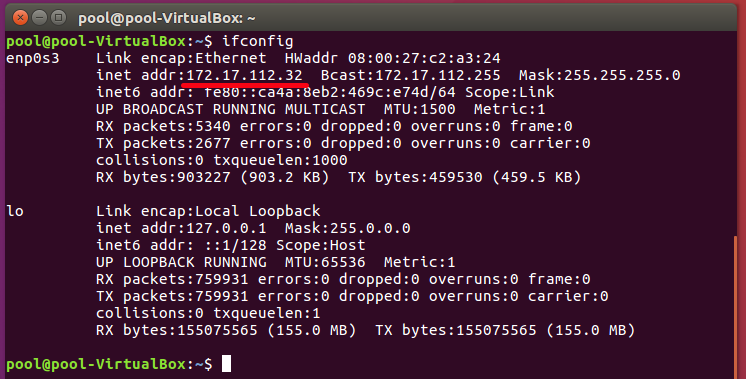 pool@pool-VirtualBox: ~
pool@pool-VirtualBox:~$ ifconfig
enp0s3    Link encap:Ethernet  HWaddr 08:00:27:c2:a3:24
          inet addr:172.17.112.32  Bcast:172.17.112.255  Mask:255.255.255.0
          inet6 addr: fe80::ca4a:8eb2:469c:e74d/64 Scope:Link
          UP BROADCAST RUNNING MULTICAST  MTU:1500  Metric:1
          RX packets:5340 errors:0 dropped:0 overruns:0 frame:0
          TX packets:2677 errors:0 dropped:0 overruns:0 carrier:0
          collisions:0 txqueuelen:1000
          RX bytes:903227 (903.2 KB)  TX bytes:459530 (459.5 KB)
lo        Link encap:Local Loopback
          inet addr:127.0.0.1  Mask:255.0.0.0
          inet6 addr: ::1/128 Scope:Host
          UP LOOPBACK RUNNING  MTU:65536  Metric:1
          RX packets:759931 errors:0 dropped:0 overruns:0 frame:0
          TX packets:759931 errors:0 dropped:0 overruns:0 carrier:0
          collisions:0 txqueuelen:1
          RX bytes:155075565 (155.0 MB)  TX bytes:155075565 (155.0 MB)
pool@pool-VirtualBox:~$